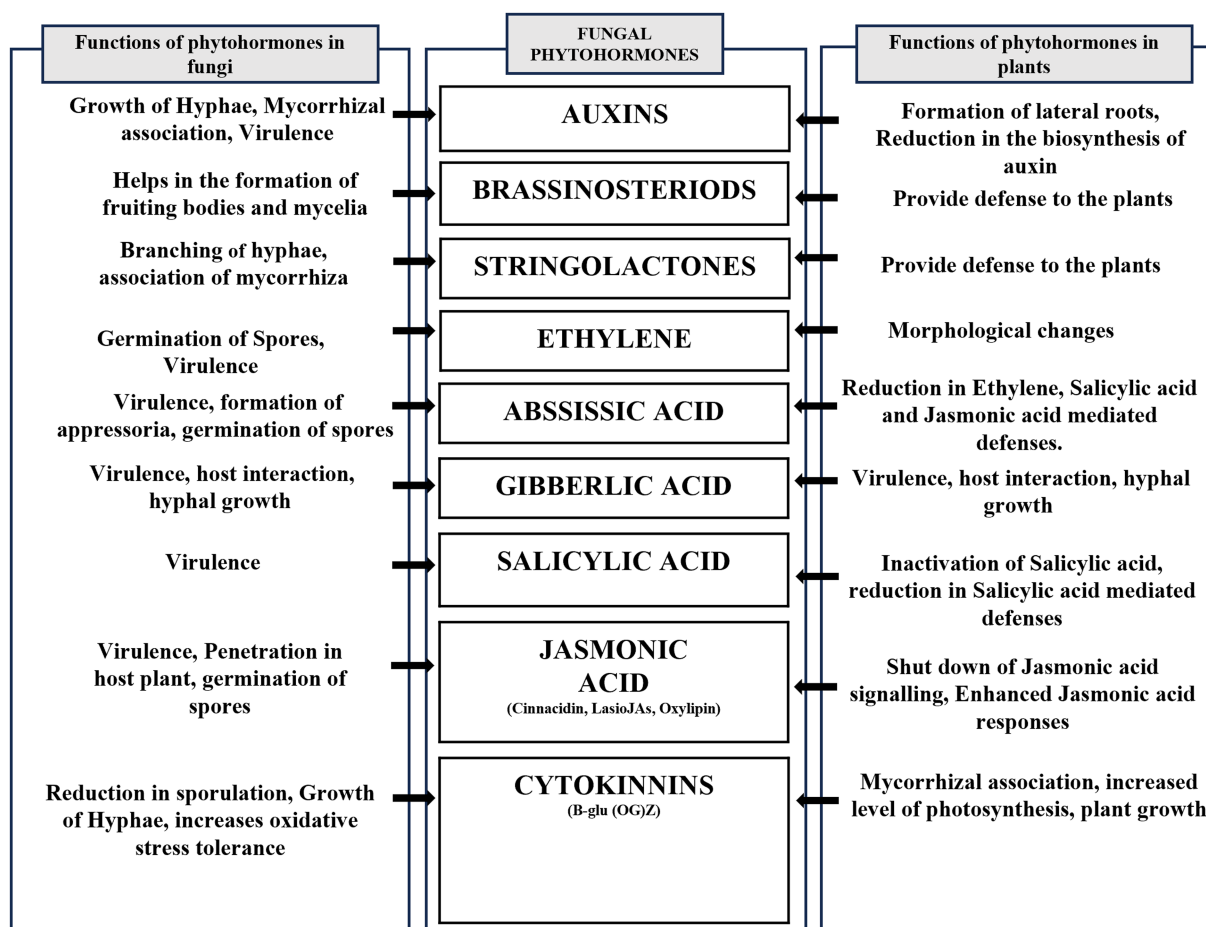 Functions of phytohormones in
fungi
FUNGAL
PHYTOHORMONES
Functions of phytohormones in
plants
Growth of Hyphae, Mycorrhizal
association, Virulence
AUXINS
Formation of lateral roots,
Reduction in the biosynthesis of
auxin
Helps in the formation of
fruiting bodies and mycelia
BRASSINOSTERIODS
Provide defense to the plants
Branching of hyphae,
association of mycorrhiza
STRINGOLACTONES
Provide defense to the plants
Germination of Spores,
Virulence
ETHYLENE
Morphological changes
Virulence, formation of
appressoria, germination of spores
ABSSISSIC ACID
Reduction in Ethylene, Salicylic acid
and Jasmonic acid mediated
defenses.
Virulence, host interaction,
hyphal growth
GIBBERLIC ACID
Virulence, host interaction, hyphal
growth
Virulence
SALICYLIC ACID
Inactivation of Salicylic acid,
reduction in Salicylic acid mediated
defenses
Virulence, Penetration in
host plant, germination of
spores
JASMONIC
ACID
(Cinnacidin, LasioJAs, Oxylipin)
Shut down of Jasmonic acid
signalling, Enhanced Jasmonic acid
responses
Reduction in sporulation, Growth
of Hyphae, increases oxidative
stress tolerance
CYTOKINNINS
(B-glu (OG)Z)
Mycorrhizal association, increased
level of photosynthesis, plant growth